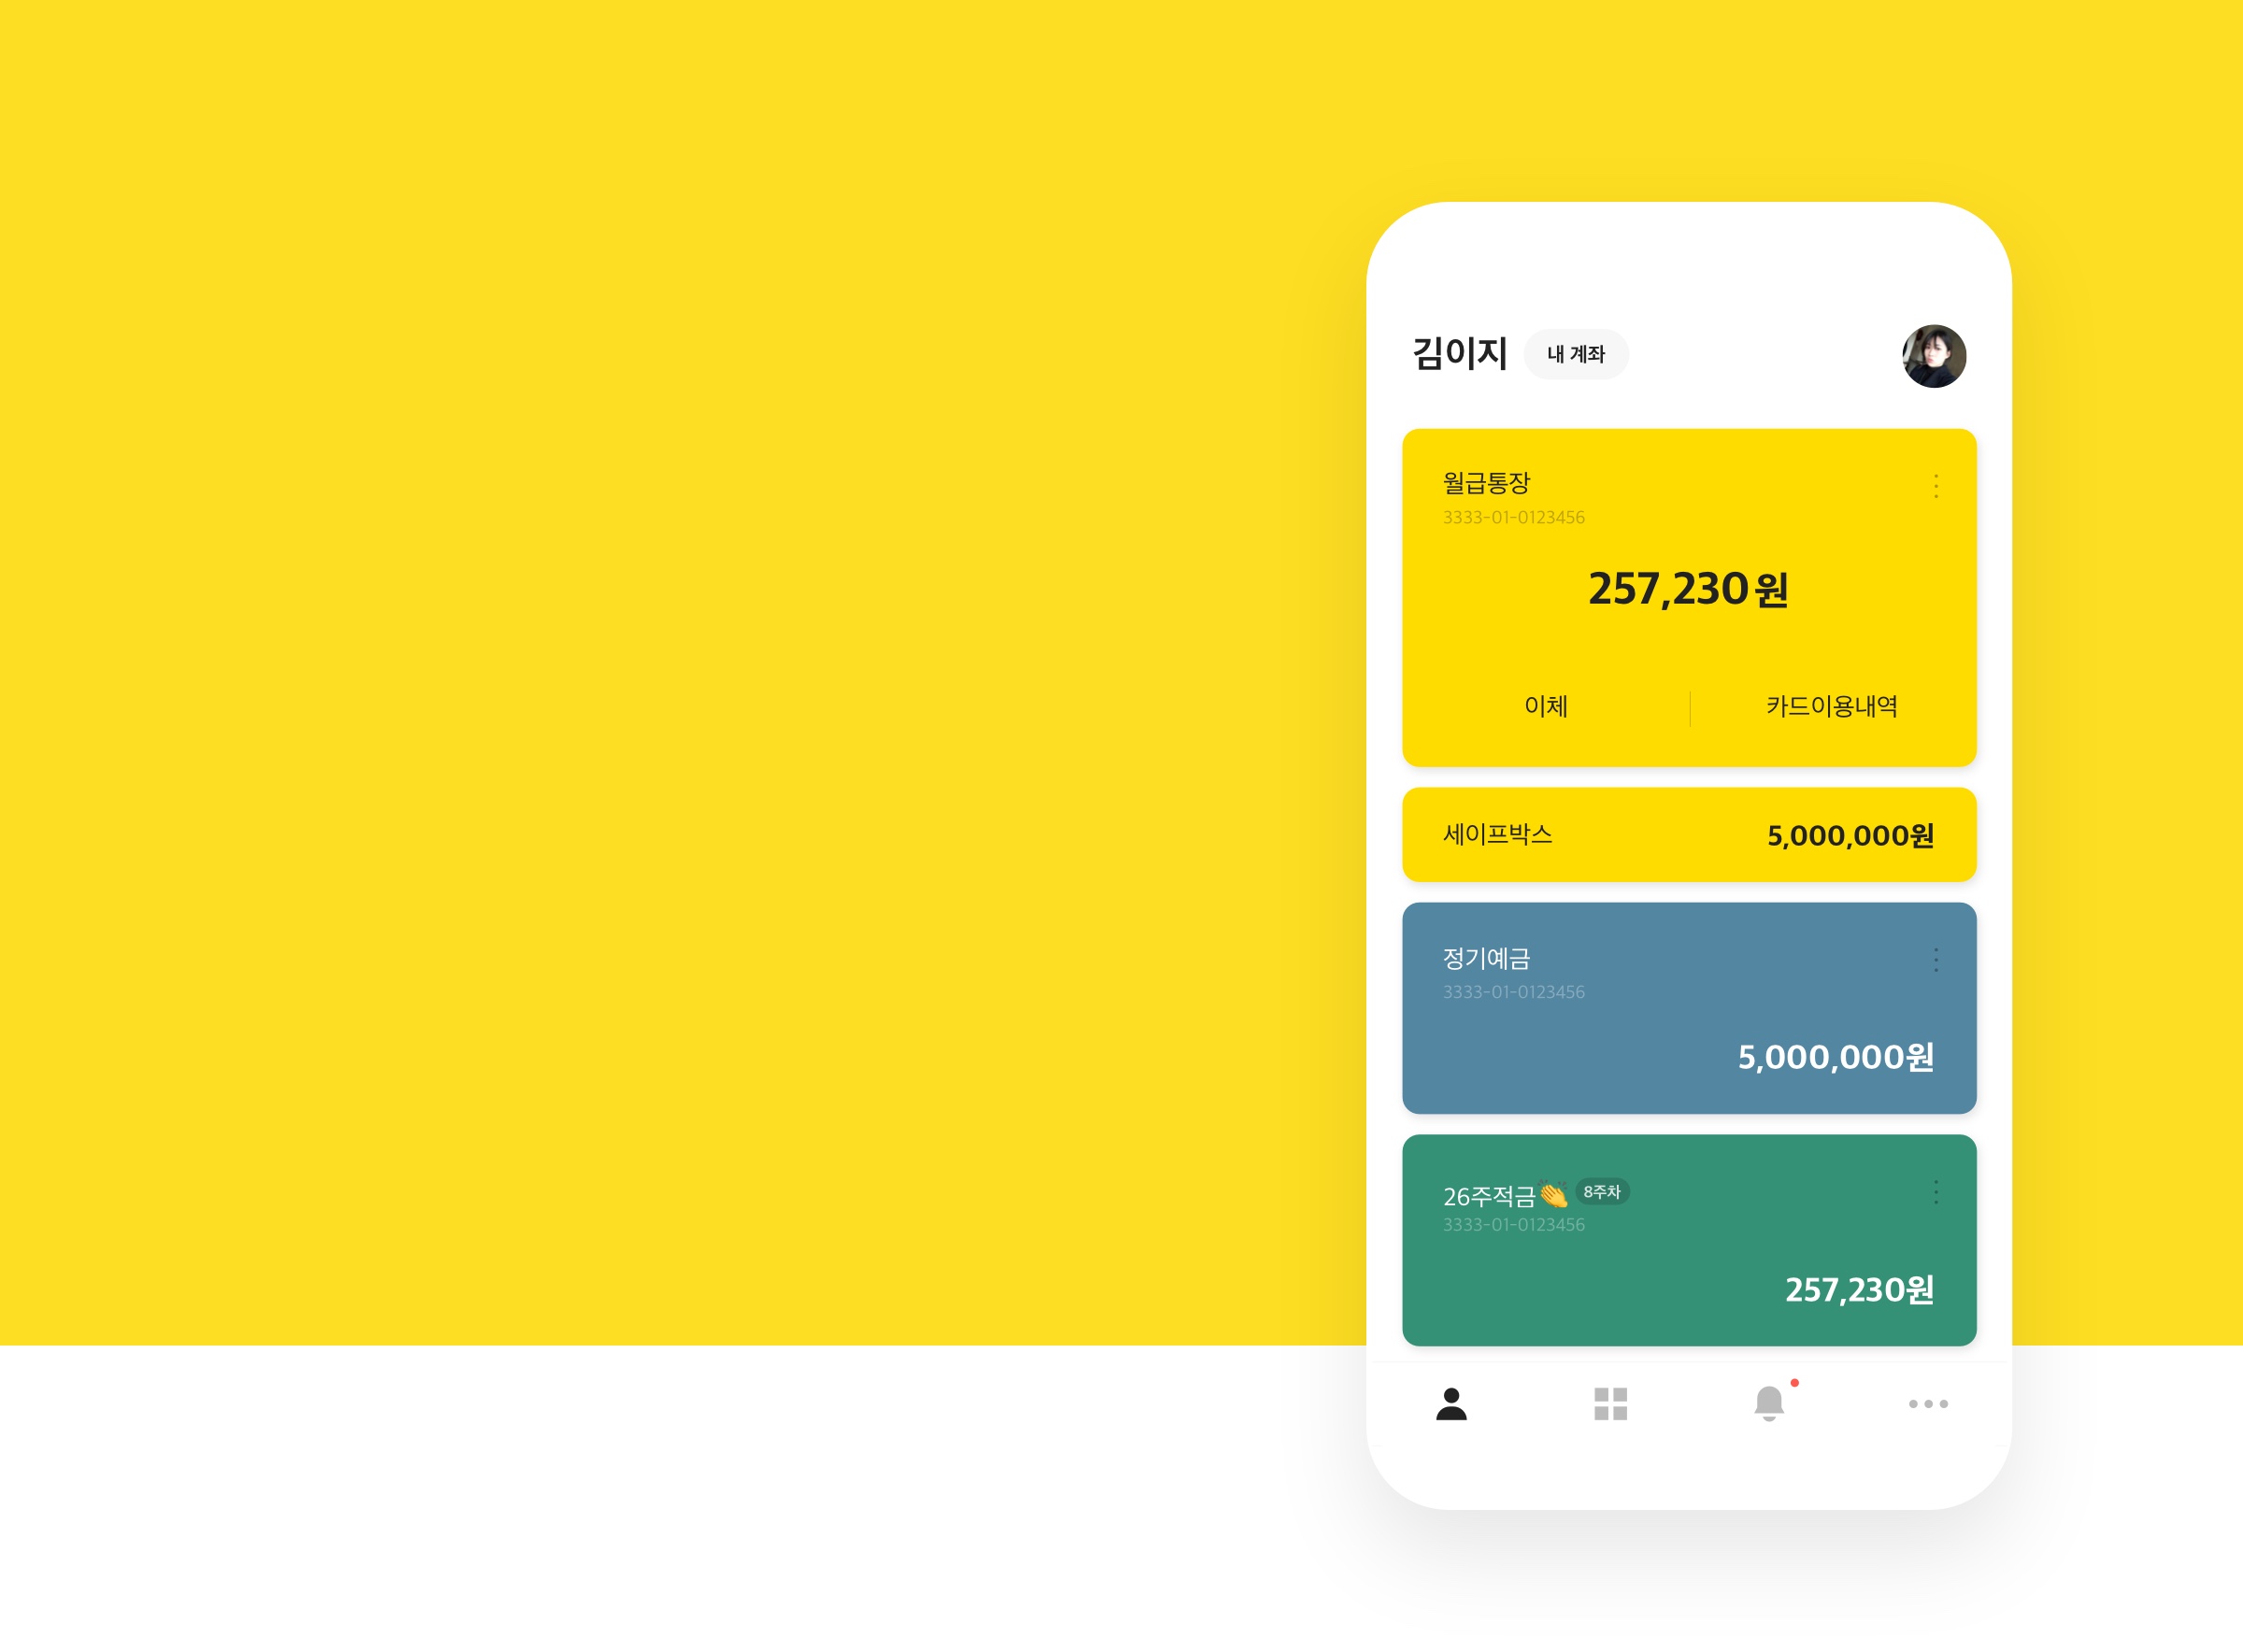 김이지 내 계좌
월급통장
3333-01-0123456
257,230 원
이체 카드이용내역
세이프박스 5,000,000원
정기예금
3333-01-0123456
5,000,000원
26주적금👏 8주차
3333-01-0123456
257,230원